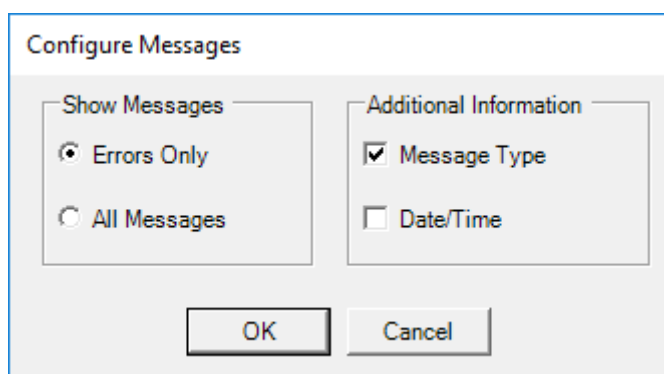 Configure Messages
Show Messages
Errors Only
All Messages
Additional Information
Message Type
Date/Time
OK
Cancel